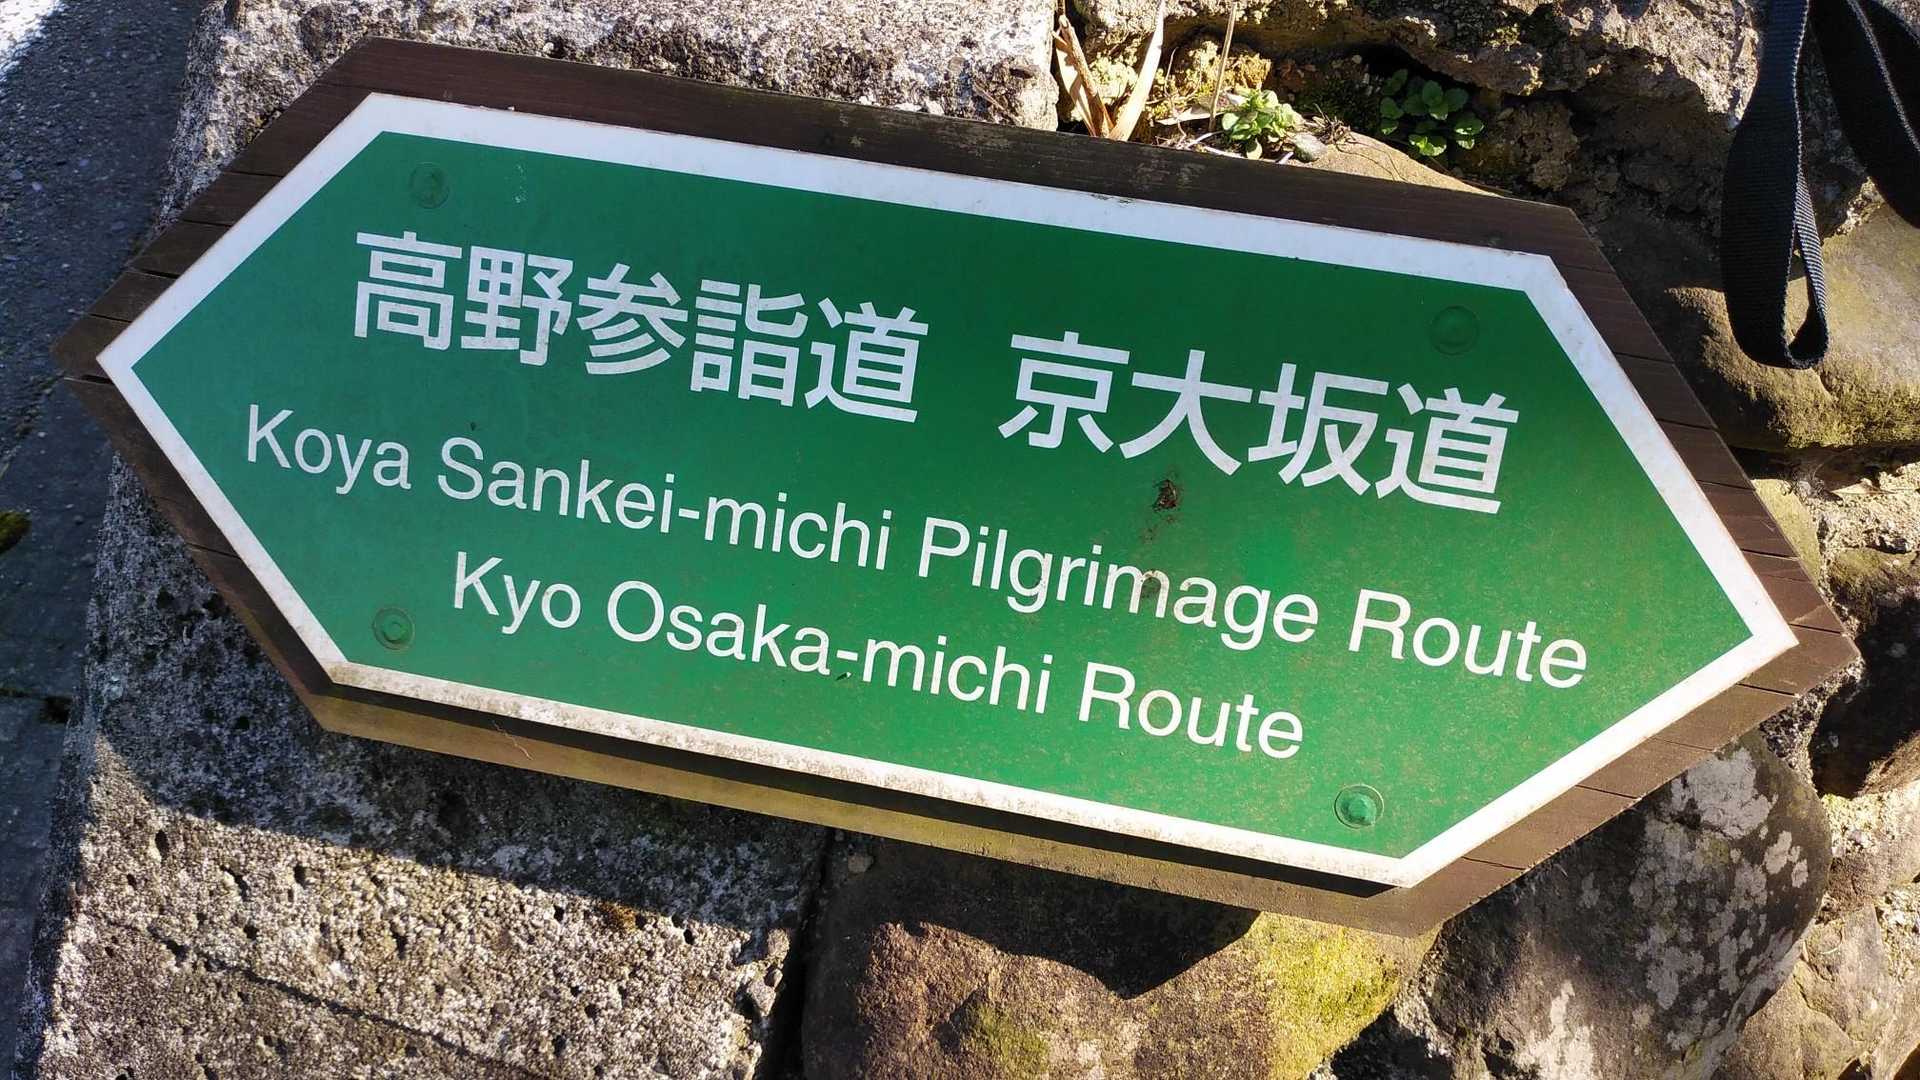 高野参詣道 京大坂道
Koya Sankei-michi Pilgrimage Route
Kyo Osaka-michi Route